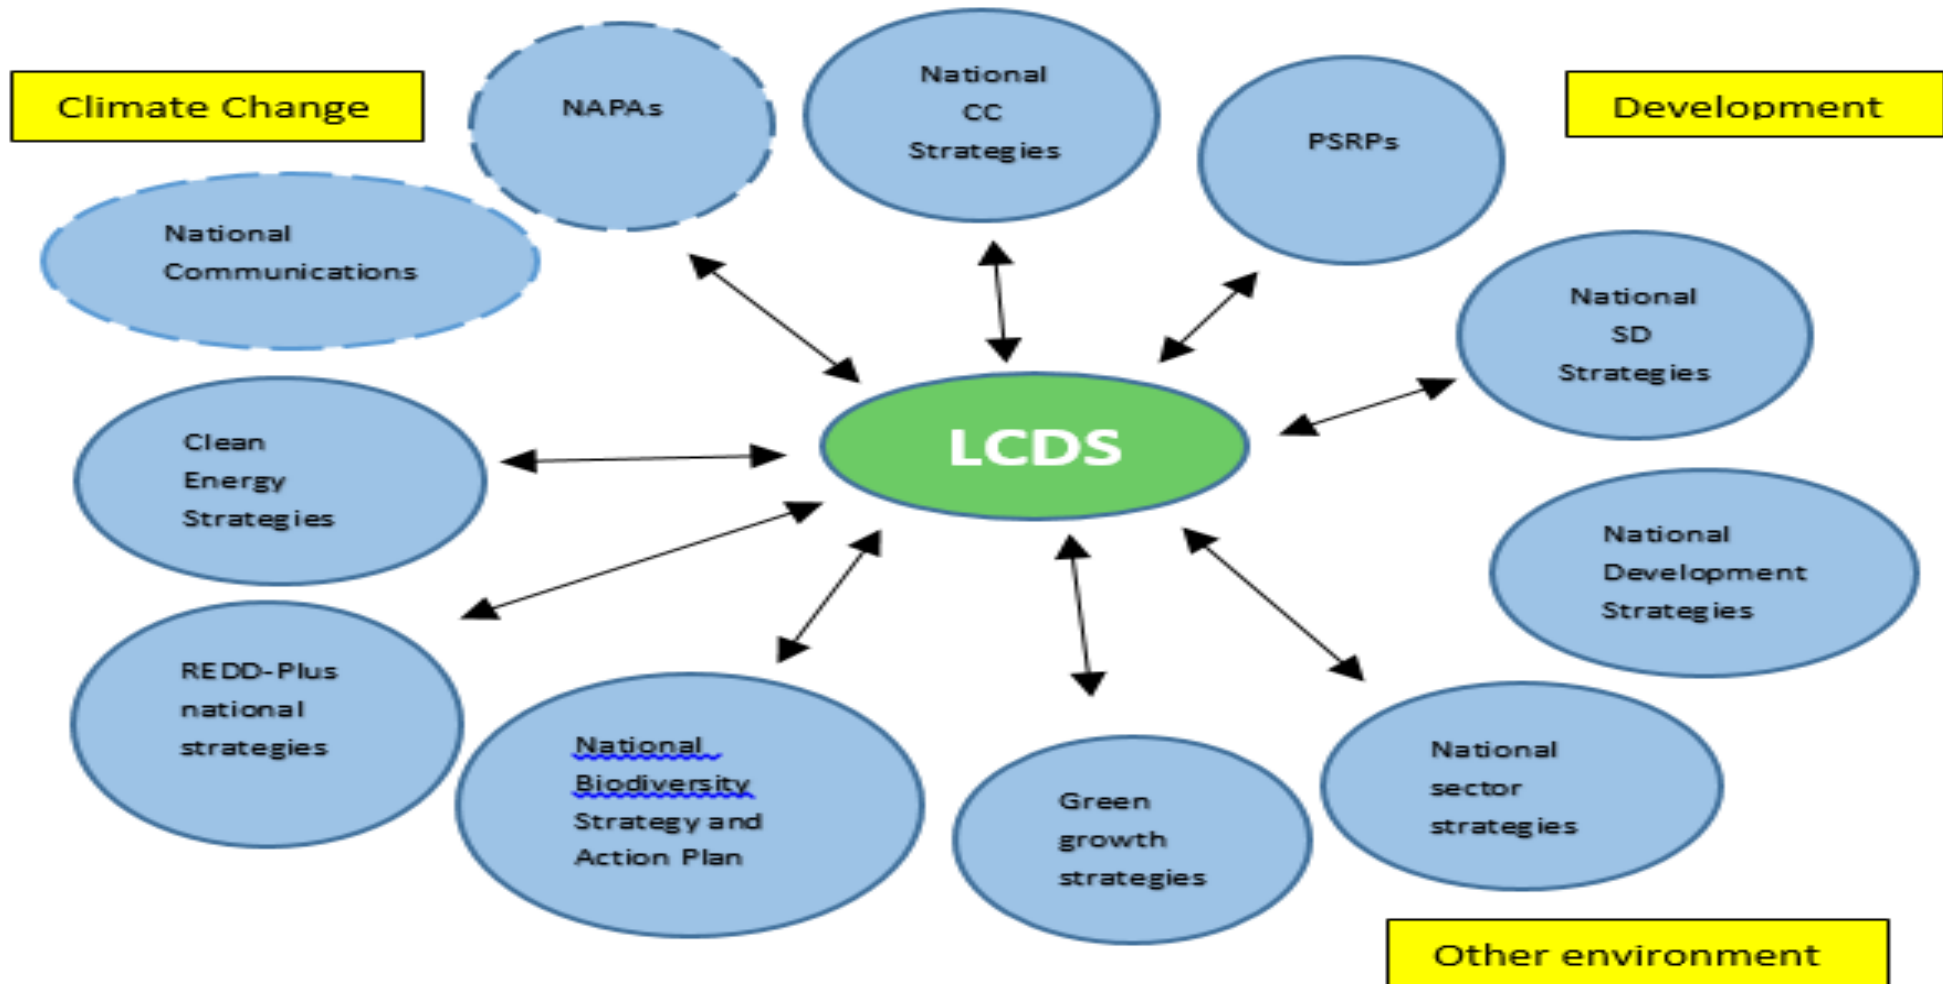 Climate Change
NAPAs
National
CC
Strategies
PSRPs
Development
National
Communications
National
SD
Strategies
Clean
Energy
Strategies
LCDS
National
Development
Strategies
REDD-Plus
national
strategies
National
Biodiversity
Strategy and
Action Plan
Green
growth
strategies
National
sector
strategies
Other environment